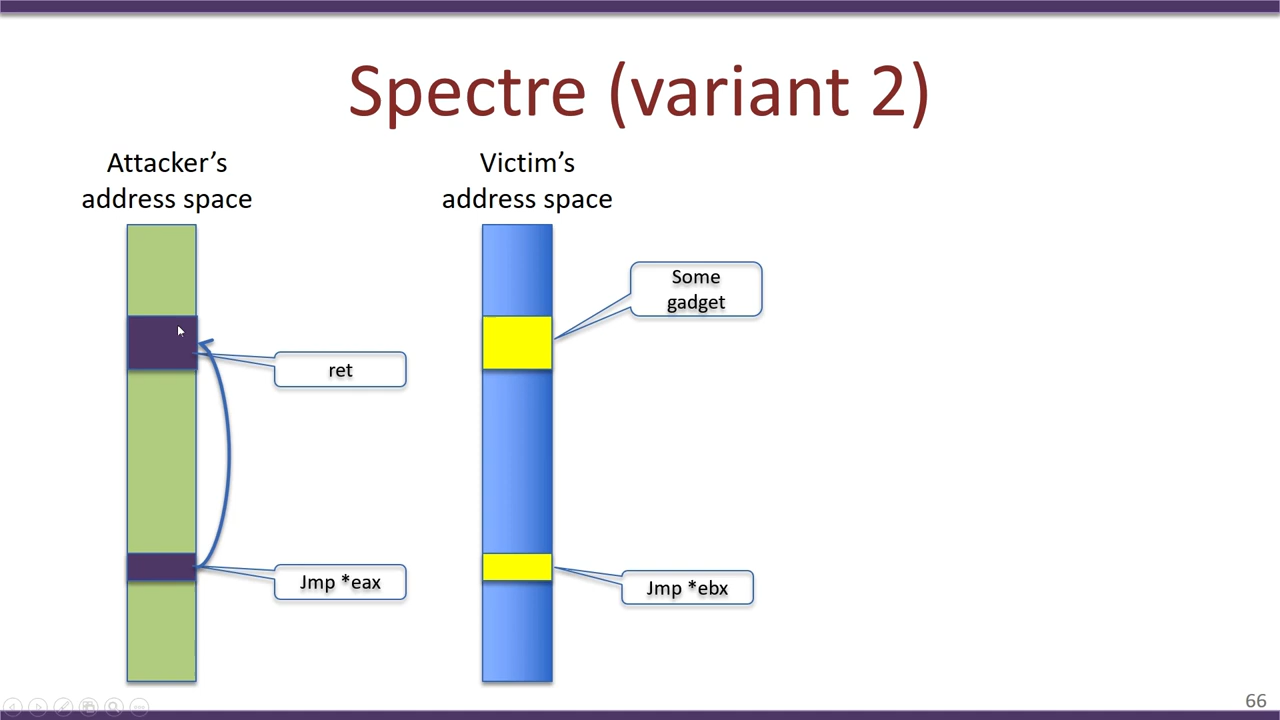 Spectre (variant 2)
Attacker’s
address space
Victim’s
address space
Some
gadget
ret
Jmp *eax
Jmp *ebx
66